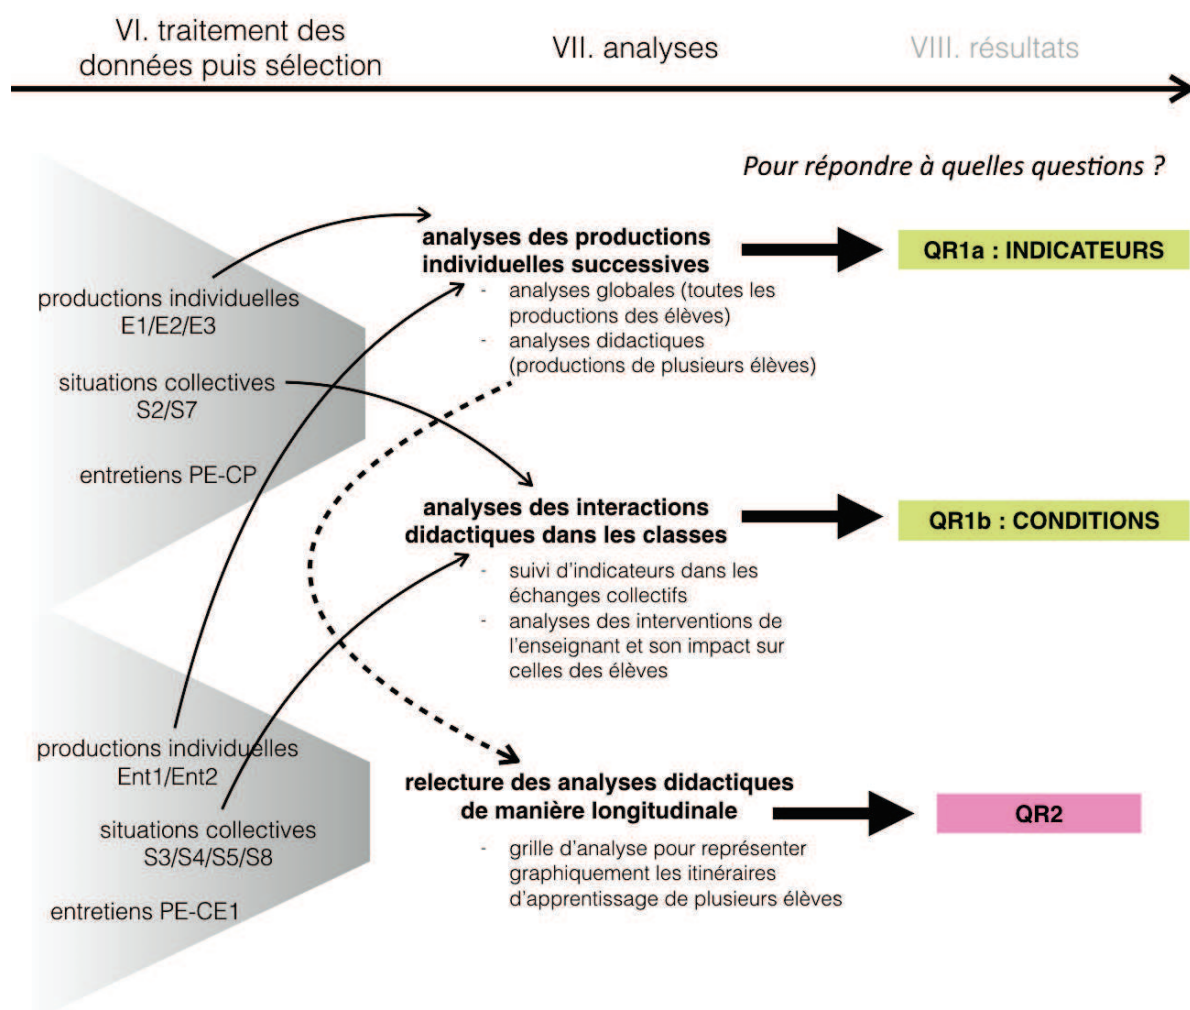 VI. traitement des
données puis sélection
VII. analyses
VIII. résultats
Pour répondre à quelles questions ?
productions individuelles
E1/E2/E3
situations collectives
S2/S7
entretiens PE-CP
analyses des productions
individuelles successives
- analyses globales (toutes les
productions des élèves)
- analyses didactiques
(productions de plusieurs élèves)
QR1a : INDICATEURS
analyses des interactions
didactiques dans les classes
- suivi d'indicateurs dans les
échanges collectifs
- analyses des interventions de
l'enseignant et son impact sur
celles des élèves
QR1b : CONDITIONS
productions individuelles
Ent1/Ent2
situations collectives
S3/S4/S5/S8
entretiens PE-CE1
relecture des analyses didactiques
de manière longitudinale
- grille d'analyse pour représenter
graphiquement les itinéraires
d'apprentissage de plusieurs élèves
QR2